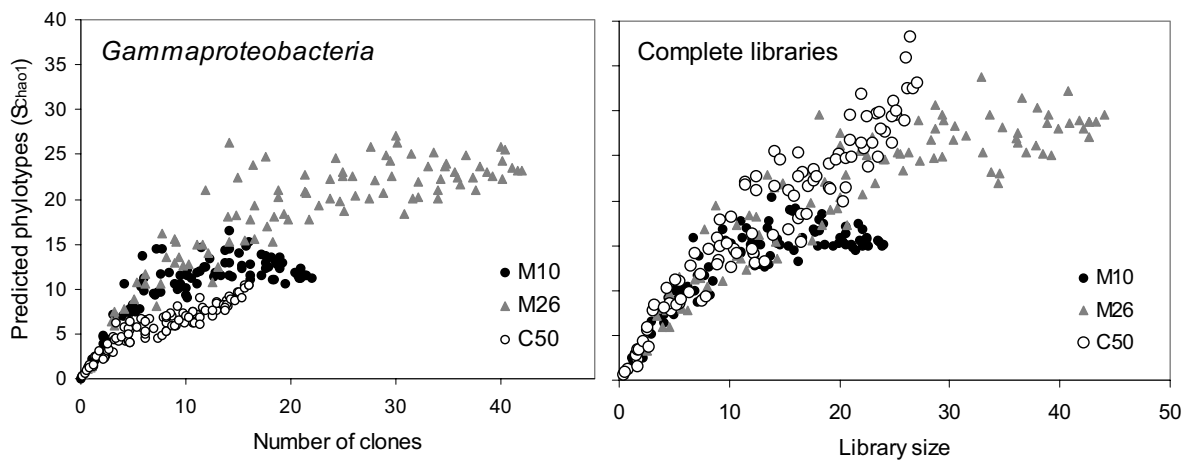 Gammaproteobacteria
Predicted phylotypes (SChao1)
40
35
30
25
20
15
10
5
0
M10
M26
C50
0 10 20 30 40
Number of clones
Complete libraries
M10
M26
C50
0 10 20 30 40 50
Library size